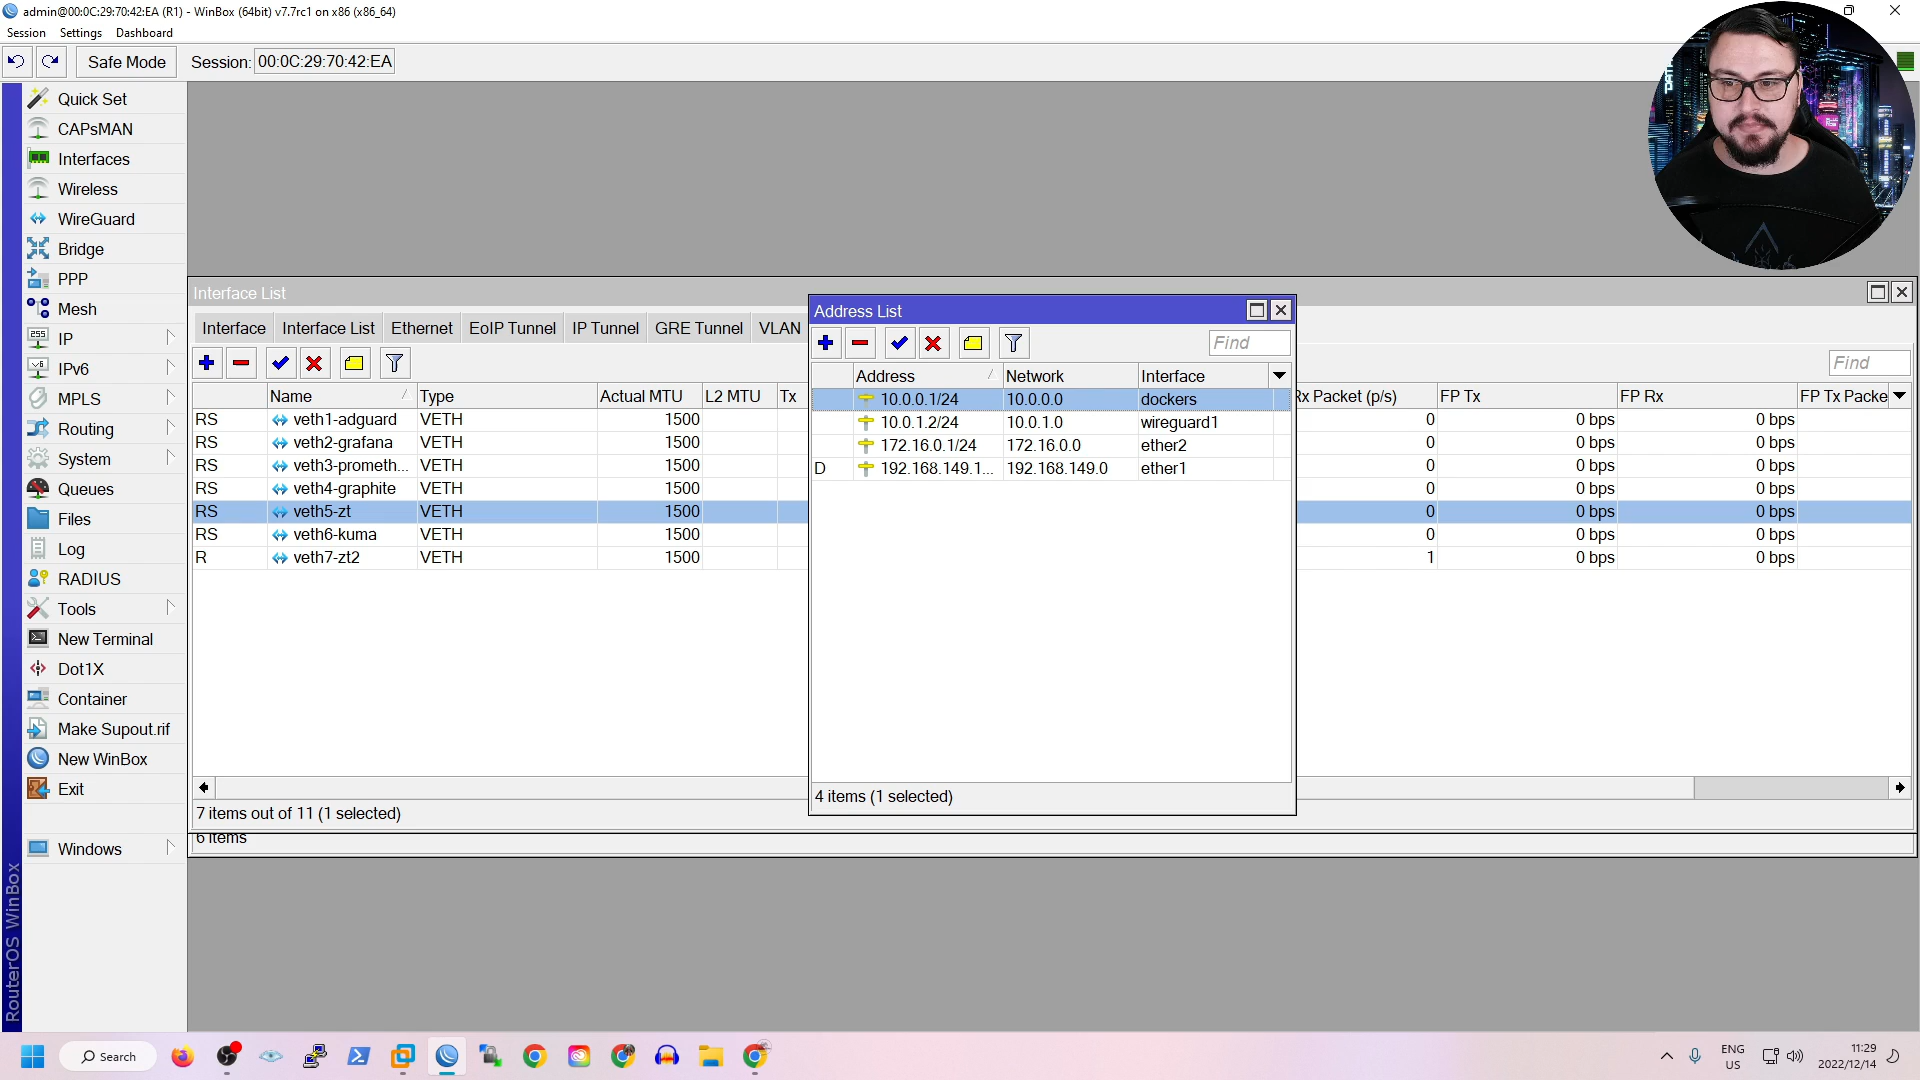 admin@00:0C:29:70:42:EA (R1) - WinBox (64bit) v7.7rc1 on x86 (x86_64)
Session Settings Dashboard
Safe Mode Session: 00:0C:29:70:42:EA
Quick Set
CAPsMAN
Interfaces
Wireless
WireGuard
Bridge
PPP
Mesh
IP
IPv6
MPLS
Routing
System
Queues
Files
Log
RADIUS
Tools
New Terminal
Dot1X
Container
Make Supout.rif
New WinBox
Exit
Windows
RouterOS WinBox
Interface List
Interface Interface List Ethernet EoIP Tunnel IP Tunnel GRE Tunnel VLAN
Find
Name Type Actual MTU L2 MTU Tx Rx Packet (p/s) FP Tx FP Rx FP Tx Packe
RS veth1-adguard VETH 1500 0 0 bps 0 bps
RS veth2-grafana VETH 1500 0 0 bps 0 bps
RS veth3-prometh... VETH 1500 0 0 bps 0 bps
RS veth4-graphite VETH 1500 0 0 bps 0 bps
RS veth5-zt VETH 1500 0 0 bps 0 bps
RS veth6-kuma VETH 1500 0 0 bps 0 bps
R veth7-zt2 VETH 1500 1 0 bps 0 bps
7 items out of 11 (1 selected)
6 items
Address List
Find
Address Network Interface
10.0.0.1/24 10.0.0.0 dockers
10.0.1.2/24 10.0.1.0 wireguard1
172.16.0.1/24 172.16.0.0 ether2
D 192.168.149.1... 192.168.149.0 ether1
4 items (1 selected)
Search
ENG
US
11:29
2022/12/14